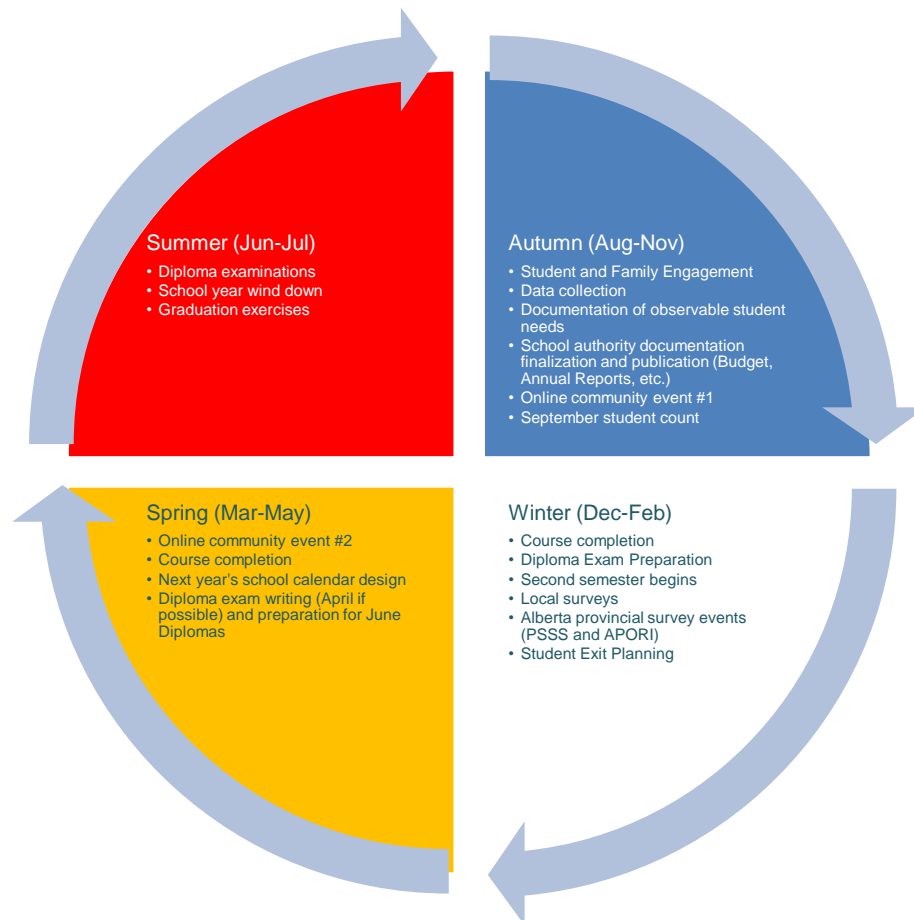 Summer (Jun-Jul)
• Diploma examinations
• School year wind down
• Graduation exercises
Autumn (Aug-Nov)
• Student and Family Engagement
• Data collection
• Documentation of observable student
needs
• School authority documentation
finalization and publication (Budget,
Annual Reports, etc.)
• Online community event #1
• September student count
Spring (Mar-May)
• Online community event #2
• Course completion
• Next year's school calendar design
• Diploma exam writing (April if
possible) and preparation for June
Diplomas
Winter (Dec-Feb)
• Course completion
• Diploma Exam Preparation
• Second semester begins
• Local surveys
• Alberta provincial survey events
(PSSS and APORI)
• Student Exit Planning